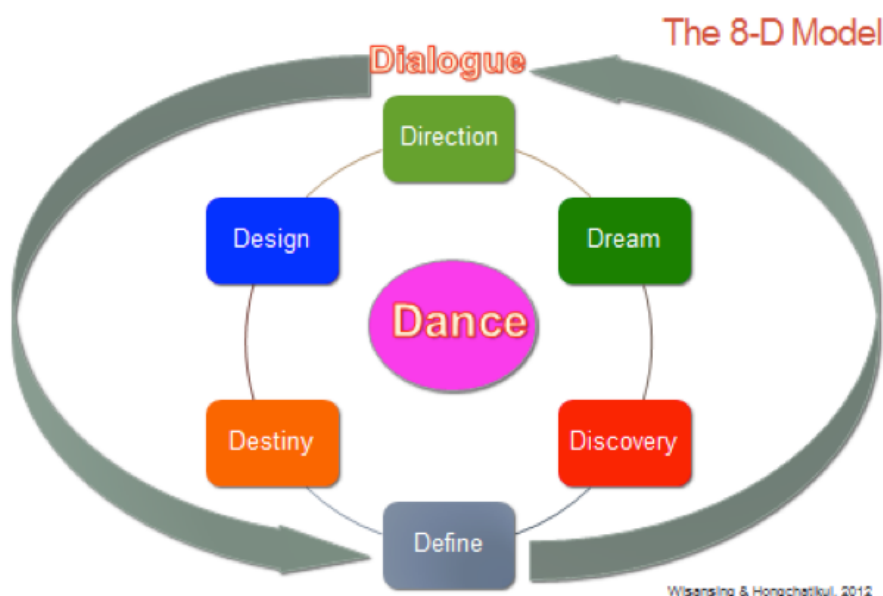 The 8-D Model
Dialogue
Direction
Design
Dream
Dance
Destiny
Discovery
Define
Wisansing & Hongchatikul, 2012